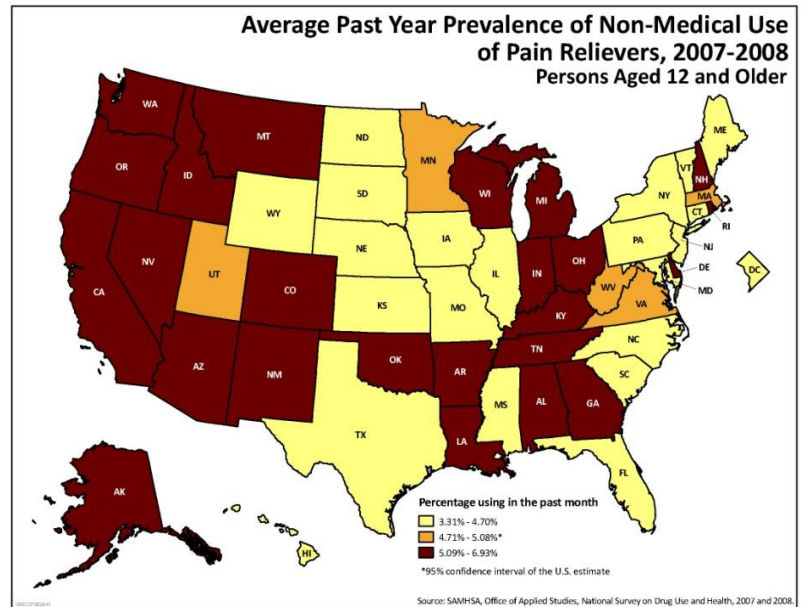 Average Past Year Prevalence of Non-Medical Use
of Pain Relievers, 2007-2008
Persons Aged 12 and Older
WA
MT
ND
MN
ME
VT
NH
OR
ID
SD
WI
MI
NY
MA
WY
CT
RI
IA
PA
NJ
NE
NV
UT
IL
IN
OH
DE
DC
CO
MD
CA
KS
MO
WV
VA
KY
NC
TN
AZ
NM
OK
AR
SC
MS
AL
GA
TX
LA
FL
AK
HI
Percentage using in the past month
3.31% - 4.70%
4.71% - 5.08%*
5.09% - 6.93%
*95% confidence interval of the U.S. estimate
Source: SAMHSA, Office of Applied Studies, National Survey on Drug Use and Health, 2007 and 2008.